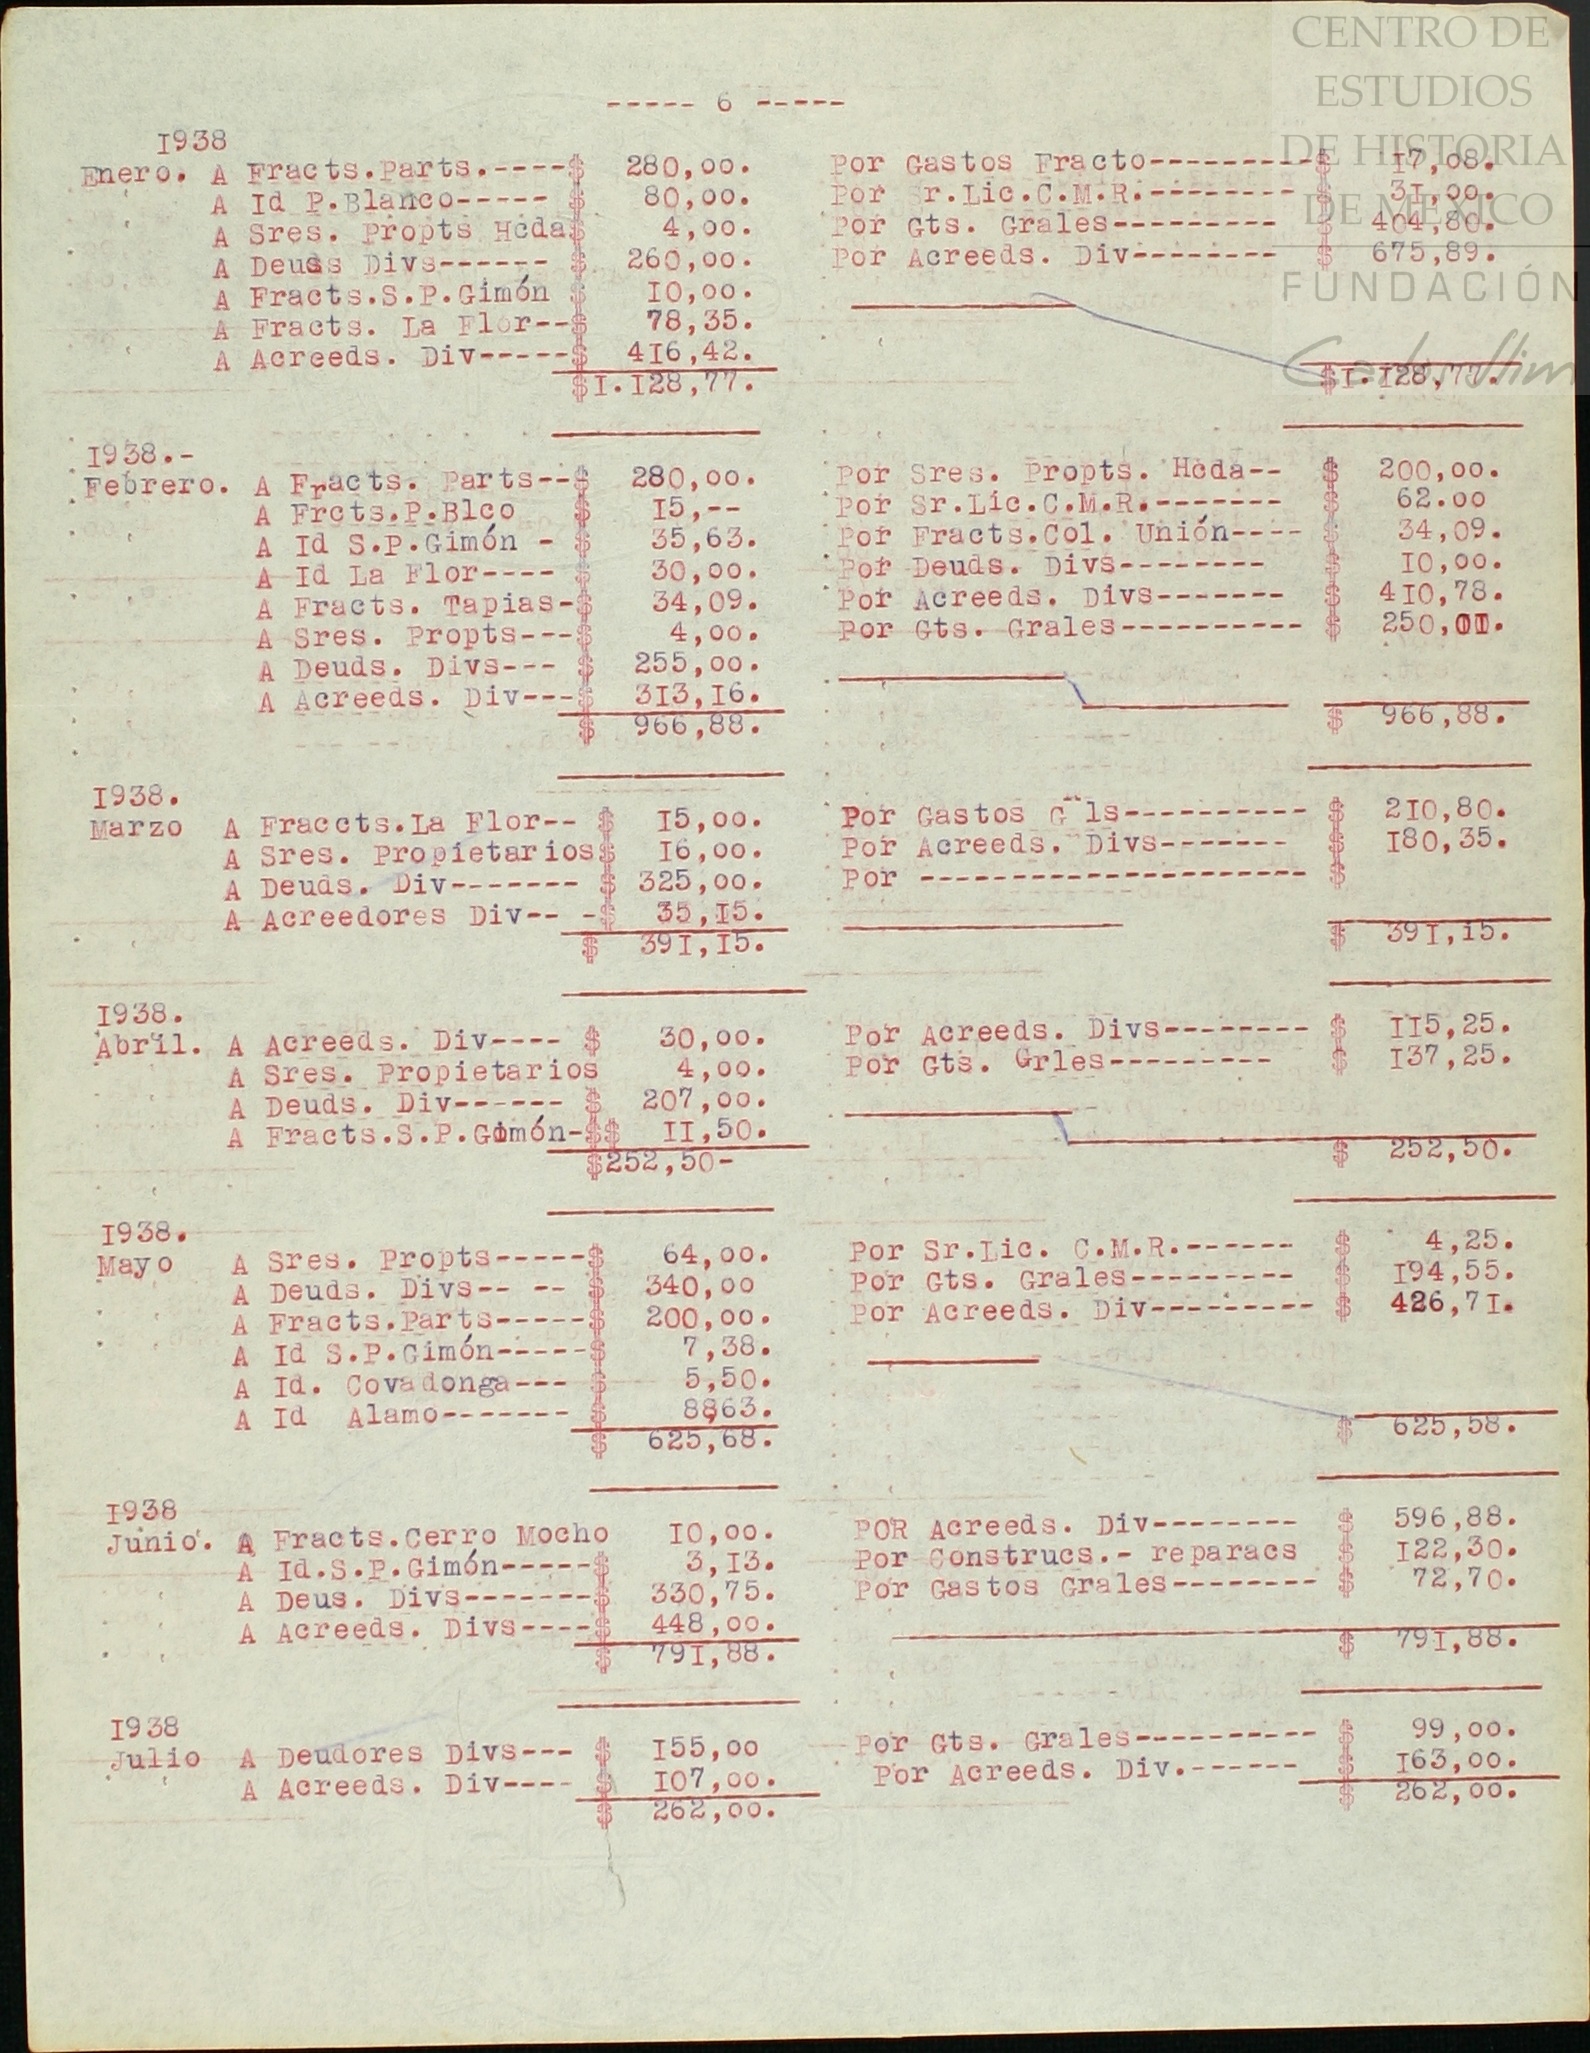 CENTRO DE
ESTUDIOS
DE HISTORIA
DE MÉXICO
FUNDACIÓN
Carlos Slim
----- 6 -----
1938
Enero. A Fracts.Parts.----$ 280,00. Por Gastos Fracto---------$ 17,08.
A Id P.Blanco----- $ 80,00. Por Sr.Lic.C.M.R.-------- $ 31,00.
A Sres. Propts Hcda$ 4,00. Por Gts. Grales--------- $ 404,80.
A Deuds Divs------ $ 260,00. Por Acreeds. Div-------- $ 675,89.
A Fracts.S.P.Gimón $ 10,00.
A Fracts. La Flor--$ 78,35.
A Acreeds. Div-----$ 416,42.
$1.128,77. $1.128,77.
1938.-
Febrero. A Fracts. Parts--$ 280,00. Por Sres. Propts. Hcda-- $ 200,00.
A Frcts.P.Blco $ 15,-- Por Sr.Lic.C.M.R.------- $ 62.00
A Id S.P.Gimón - $ 35,63. Por Fracts.Col. Unión---- $ 34,09.
A Id La Flor---- $ 30,00. Por Deuds. Divs-------- $ 10,00.
A Fracts. Tapias-$ 34,09. Por Acreeds. Divs------- $ 410,78.
A Sres. Propts---$ 4,00. Por Gts. Grales---------- $ 250,01.
A Deuds. Divs--- $ 255,00.
A Acreeds. Div---$ 313,16.
$ 966,88. $ 966,88.
1938.
Marzo A Fraccts.La Flor-- $ 15,00. Por Gastos G¨ls---------- $ 210,80.
A Sres. Propietarios$ 16,00. Por Acreeds. Divs------- $ 180,35.
A Deuds. Div------- $ 325,00. Por --------------------- $
A Acreedores Div-- -$ 35,15.
$ 391,15. $ 391,15.
1938.
Abril. A Acreeds. Div---- $ 30,00. Por Acreeds. Divs-------- $ 115,25.
A Sres. Propietarios 4,00. Por Gts. Grles--------- $ 137,25.
A Deuds. Div------ $ 207,00.
A Fracts.S.P.Gimón-$$ 11,50.
$252,50- $ 252,50.
1938.
Mayo A Sres. Propts-----$ 64,00. Por Sr.Lic. C.M.R.------ $ 4,25.
A Deuds. Divs-- -- $ 340,00 Por Gts. Grales--------- $ 194,55.
A Fracts.Parts-----$ 200,00. Por Acreeds. Div--------- $ 426,71.
A Id S.P.Gimón-----$ 7,38.
A Id. Covadonga--- $ 5,50.
A Id Alamo------- $ 8,63.
$ 625,68. $ 625,58.
1938
Junio. A Fracts.Cerro Mocho 10,00. POR Acreeds. Div-------- $ 596,88.
A Id.S.P.Gimón-----$ 3,13. Por Construcs.- reparacs $ 122,30.
A Deus. Divs-------$ 330,75. Por Gastos Grales-------- $ 72,70.
A Acreeds. Divs----$ 448,00.
$ 791,88. $ 791,88.
1938
Julio A Deudores Divs--- $ 155,00 Por Gts. Grales---------- $ 99,00.
A Acreeds. Div---- $ 107,00. Por Acreeds. Div.------ $ 163,00.
$ 262,00. $ 262,00.